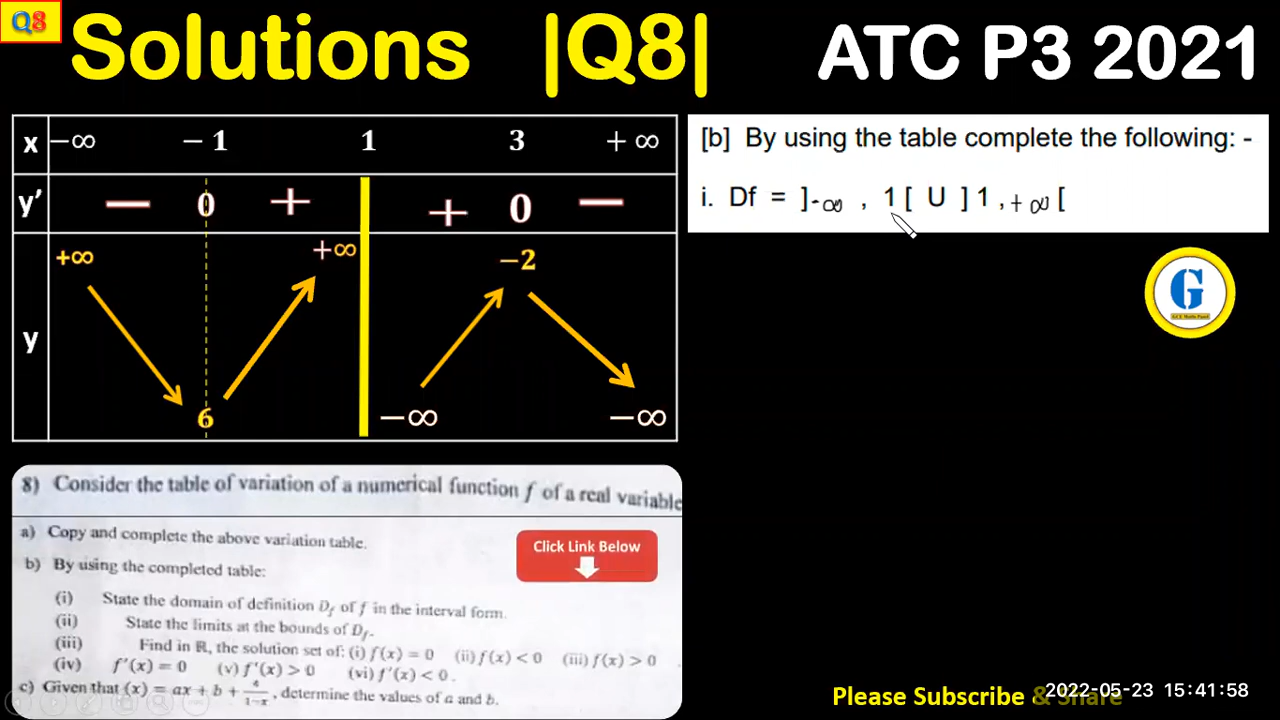 Q8
Solutions |Q8| ATC P3 2021
x −∞ − 1 1 3 + ∞
y’ − 0 + + 0 −
y +∞ +∞ −2
6 −∞ −∞
[b] By using the table complete the following: -
i. Df = ]-∞ , 1[ U ]1 ,+∞[
G
8) Consider the table of variation of a numerical function f of a real variable
a) Copy and complete the above variation table.
Click Link Below
b) By using the completed table:
(i) State the domain of definition Df of f in the interval form.
(ii) State the limits at the bounds of Df.
(iii) Find in ℝ, the solution set of: (i) f(x) = 0 (ii) f(x) < 0 (iii) f(x) > 0
(iv) f'(x) = 0 (v) f'(x) > 0 (vi) f'(x) < 0.
c) Given that (x) = ax + b + 4/1−x, determine the values of a and b.
Please Subscribe & Share
2022-05-23 15:41:58